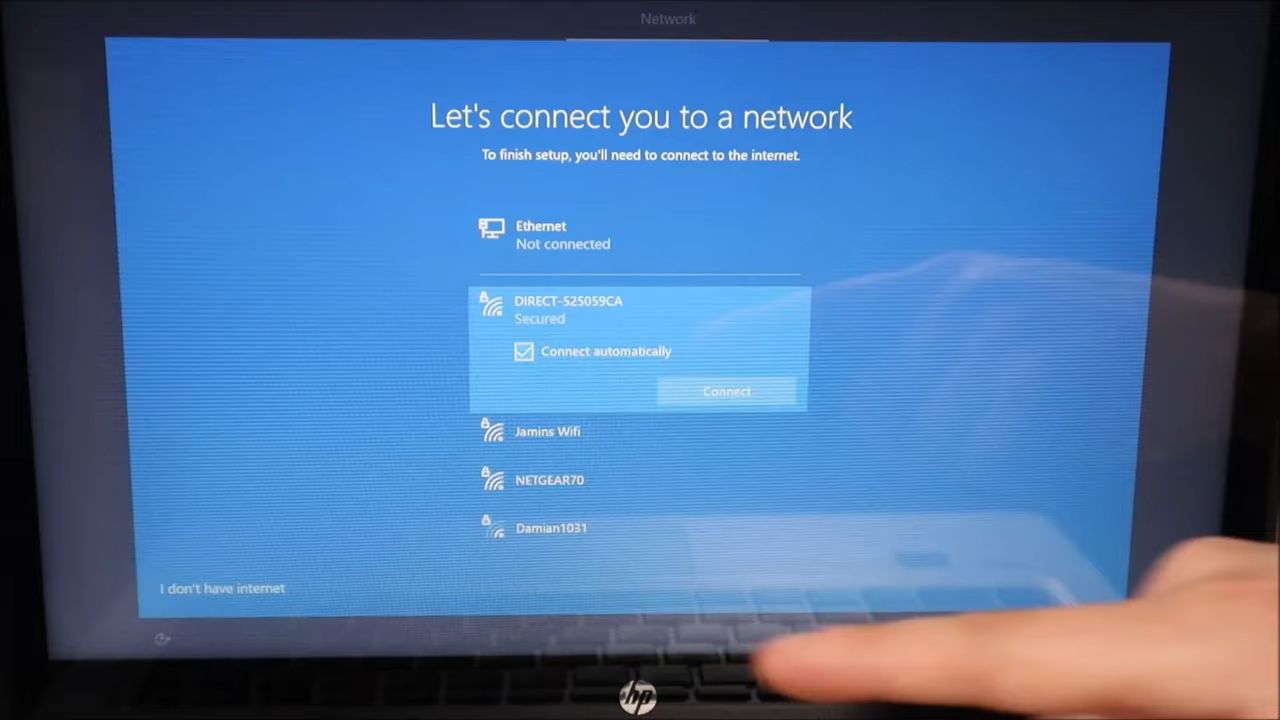 Network
Let's connect you to a network
To finish setup, you'll need to connect to the internet.
Ethernet
Not connected
DIRECT-525059CA
Secured
Connect automatically
Connect
Jamins Wifi
NETGEAR70
Damian1031
I don't have internet
hp